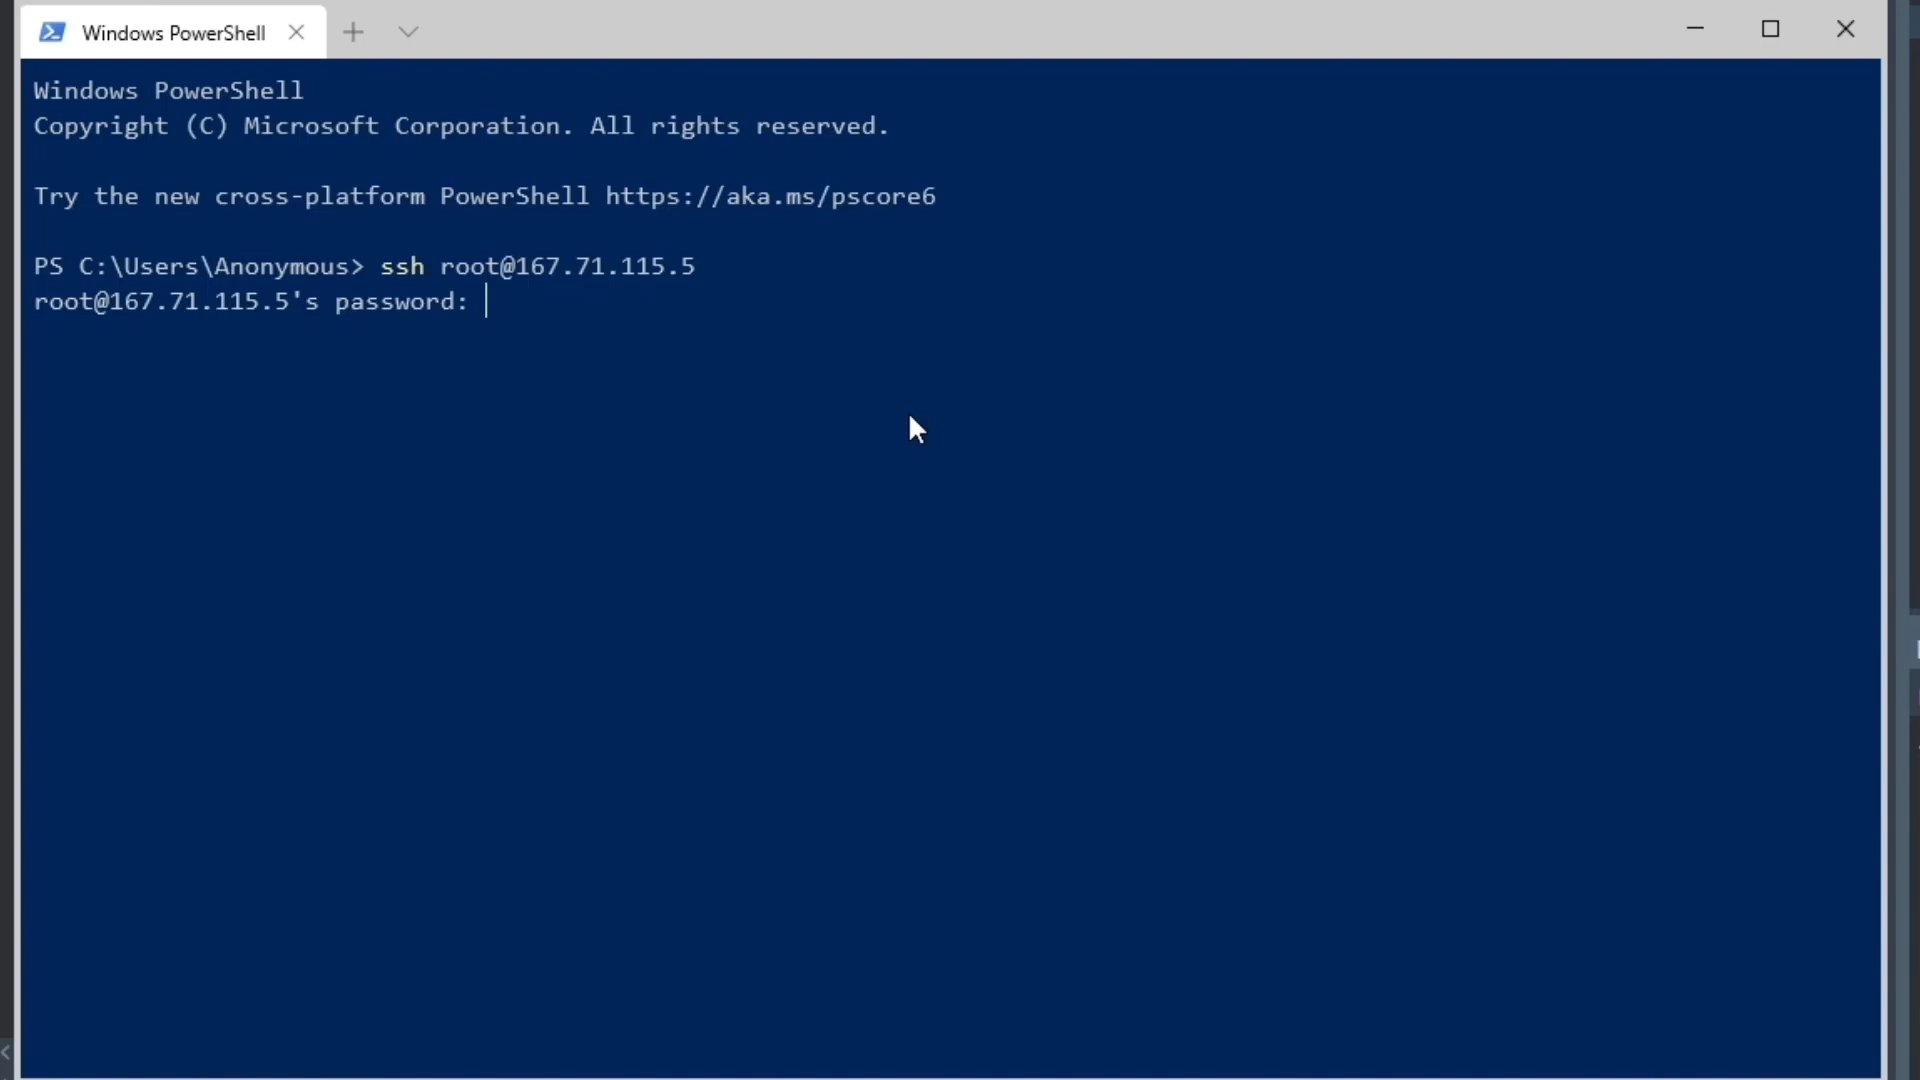 Windows PowerShell
Windows PowerShell
Copyright (C) Microsoft Corporation. All rights reserved.
Try the new cross-platform PowerShell https://aka.ms/pscore6
PS C:\Users\Anonymous> ssh root@167.71.115.5
root@167.71.115.5's password: